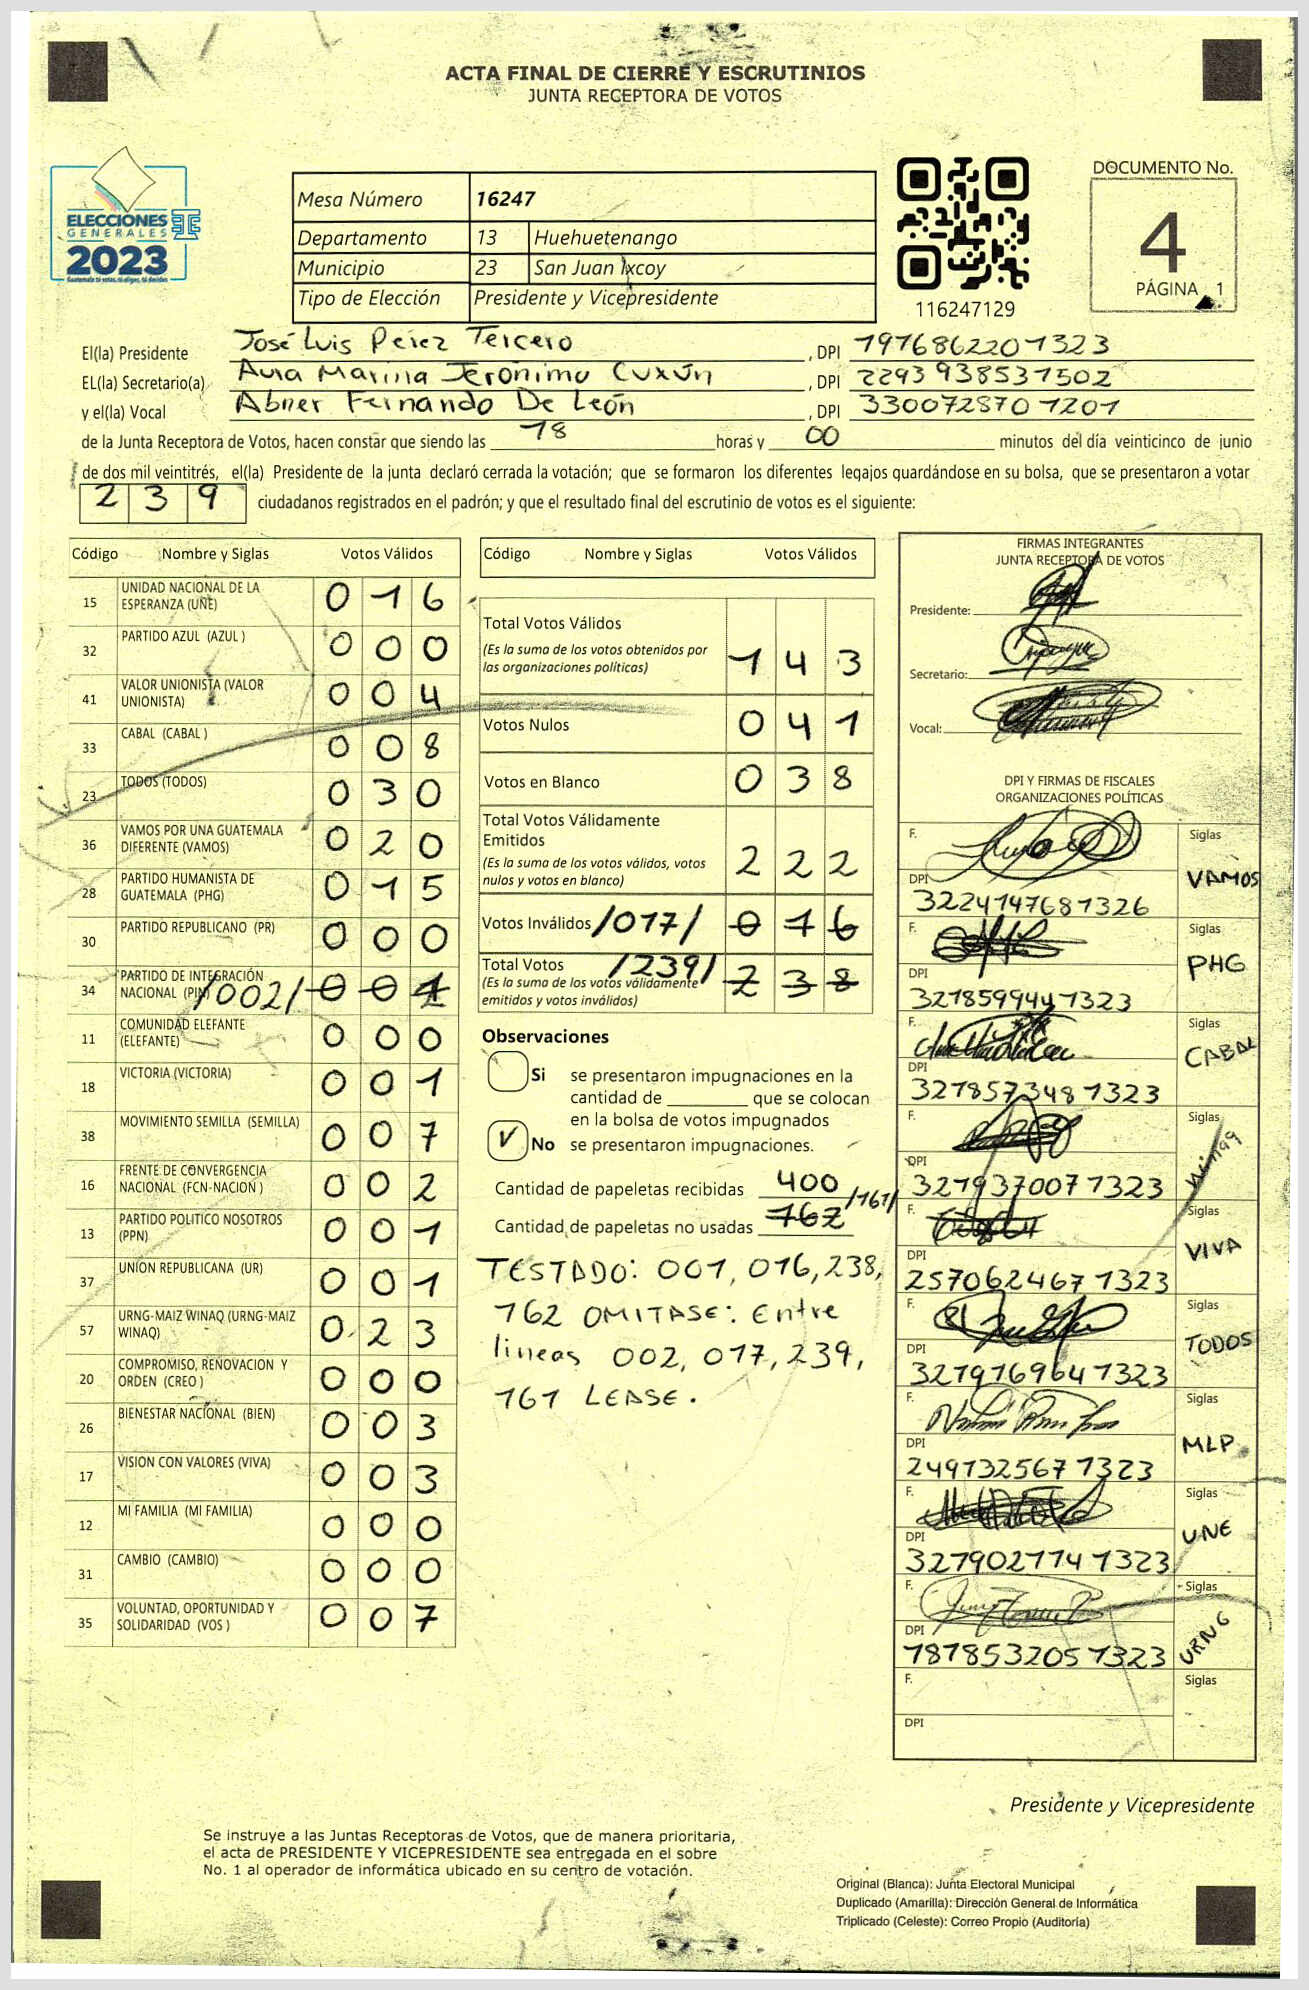 ACTA FINAL DE CIERRE Y ESCRUTINIOS
JUNTA RECEPTORA DE VOTOS
ELECCIONES
GENERALES
2023
Mesa Número 16247
Departamento 13 Huehuetenango
Municipio 23 San Juan Ixcoy
Tipo de Elección Presidente y Vicepresidente
116247129
DOCUMENTO No.
4
PÁGINA 1
El(la) Presidente José Luis Pérez Tercero , DPI 1976862201323
EL(la) Secretario(a) Aura Marina Jerónimo Cuxún , DPI 2293938531502
y el(la) Vocal Abner Fernando De León , DPI 3300728701201
de la Junta Receptora de Votos, hacen constar que siendo las 18 horas y 00 minutos del día veinticinco de junio
de dos mil veintitrés, el(la) Presidente de la junta declaró cerrada la votación; que se formaron los diferentes legajos guardándose en su bolsa, que se presentaron a votar
239 ciudadanos registrados en el padrón; y que el resultado final del escrutinio de votos es el siguiente:
Código Nombre y Siglas Votos Válidos
15 UNIDAD NACIONAL DE LA ESPERANZA (UNE) 016
32 PARTIDO AZUL (AZUL ) 000
41 VALOR UNIONISTA (VALOR UNIONISTA) 004
33 CABAL (CABAL ) 008
23 TODOS (TODOS) 030
36 VAMOS POR UNA GUATEMALA DIFERENTE (VAMOS) 020
28 PARTIDO HUMANISTA DE GUATEMALA (PHG) 015
30 PARTIDO REPUBLICANO (PR) 000
34 PARTIDO DE INTEGRACIÓN NACIONAL (PIN) /002/ 001
11 COMUNIDAD ELEFANTE (ELEFANTE) 000
18 VICTORIA (VICTORIA) 001
38 MOVIMIENTO SEMILLA (SEMILLA) 007
16 FRENTE DE CONVERGENCIA NACIONAL (FCN-NACION ) 002
13 PARTIDO POLITICO NOSOTROS (PPN) 001
37 UNION REPUBLICANA (UR) 001
57 URNG-MAIZ WINAQ (URNG-MAIZ WINAQ) 023
20 COMPROMISO, RENOVACION Y ORDEN (CREO ) 000
26 BIENESTAR NACIONAL (BIEN) 003
17 VISION CON VALORES (VIVA) 003
12 MI FAMILIA (MI FAMILIA) 000
31 CAMBIO (CAMBIO) 000
35 VOLUNTAD, OPORTUNIDAD Y SOLIDARIDAD (VOS ) 007
Código Nombre y Siglas Votos Válidos
Total Votos Válidos
(Es la suma de los votos obtenidos por
las organizaciones políticas) 143
Votos Nulos 041
Votos en Blanco 038
Total Votos Válidamente
Emitidos
(Es la suma de los votos válidos, votos
nulos y votos en blanco) 222
Votos Inválidos /017/ 016
Total Votos /239/ 238
(Es la suma de los votos válidamente
emitidos y votos inválidos)
Observaciones
Si se presentaron impugnaciones en la
cantidad de ________ que se colocan
en la bolsa de votos impugnados
V No se presentaron impugnaciones.
Cantidad de papeletas recibidas 400
Cantidad de papeletas no usadas 162 /161/
TESTADO: 001, 016, 238,
162 OMITASE: Entre
lineas 002, 017, 239,
161 LEASE.
FIRMAS INTEGRANTES
JUNTA RECEPTORA DE VOTOS
Presidente:
Secretario:
Vocal:
DPI Y FIRMAS DE FISCALES
ORGANIZACIONES POLÍTICAS
F. Siglas
DPI 3224147681326 VAMOS
F. Siglas
DPI 3218599441323 PHG
F. Siglas
DPI 3218573481323 CABAL
F. Siglas
DPI 3219370071323 Winaq
F. Siglas
DPI 2570624671323 VIVA
F. Siglas
DPI 3219169641323 TODOS
F. Siglas
DPI 2491325671323 MLP
F. Siglas
DPI 3219021141323 UNE
F. Siglas
DPI 1818532051323 URNG
F. Siglas
DPI
Presidente y Vicepresidente
Se instruye a las Juntas Receptoras de Votos, que de manera prioritaria,
el acta de PRESIDENTE Y VICEPRESIDENTE sea entregada en el sobre
No. 1 al operador de informática ubicado en su centro de votación.
Original (Blanca): Junta Electoral Municipal
Duplicado (Amarilla): Dirección General de Informática
Triplicado (Celeste): Correo Propio (Auditoría)